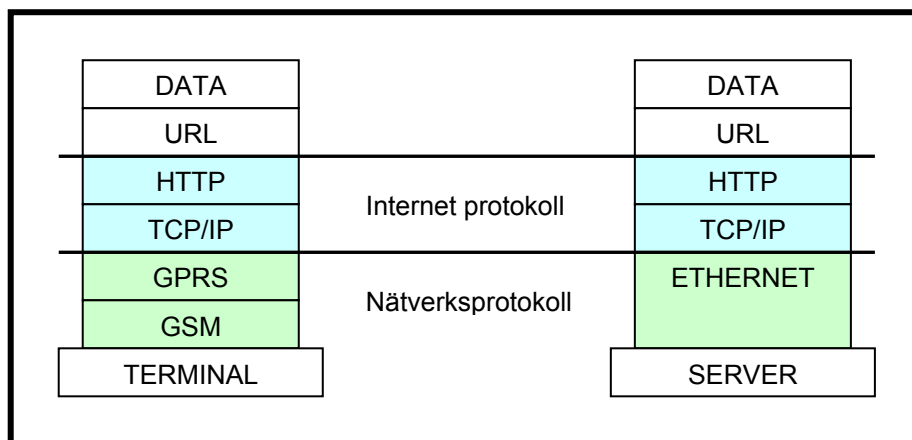 DATA
URL
HTTP
TCP/IP
GPRS
GSM
TERMINAL
Internet protokoll
Nätverksprotokoll
DATA
URL
HTTP
TCP/IP
ETHERNET
SERVER